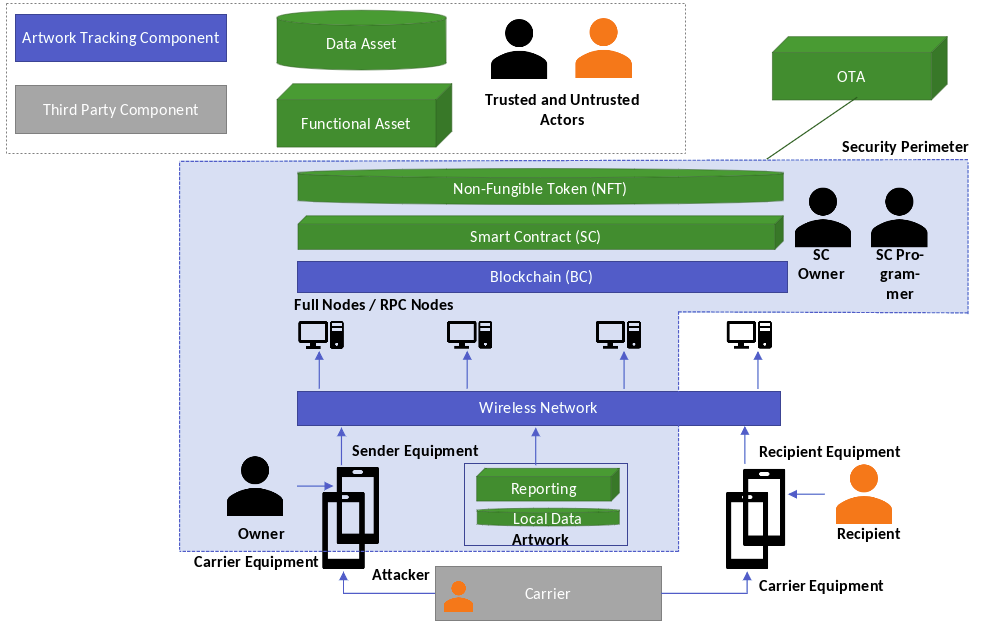 Artwork Tracking Component
Data Asset
Third Party Component
Functional Asset
Trusted and Untrusted
Actors
OTA
Security Perimeter
Non-Fungible Token (NFT)
Smart Contract (SC)
Blockchain (BC)
SC
Owner
SC Pro-
gram-
mer
Full Nodes / RPC Nodes
Wireless Network
Sender Equipment
Recipient Equipment
Reporting
Local Data
Artwork
Owner
Recipient
Carrier Equipment
Attacker
Carrier
Carrier Equipment